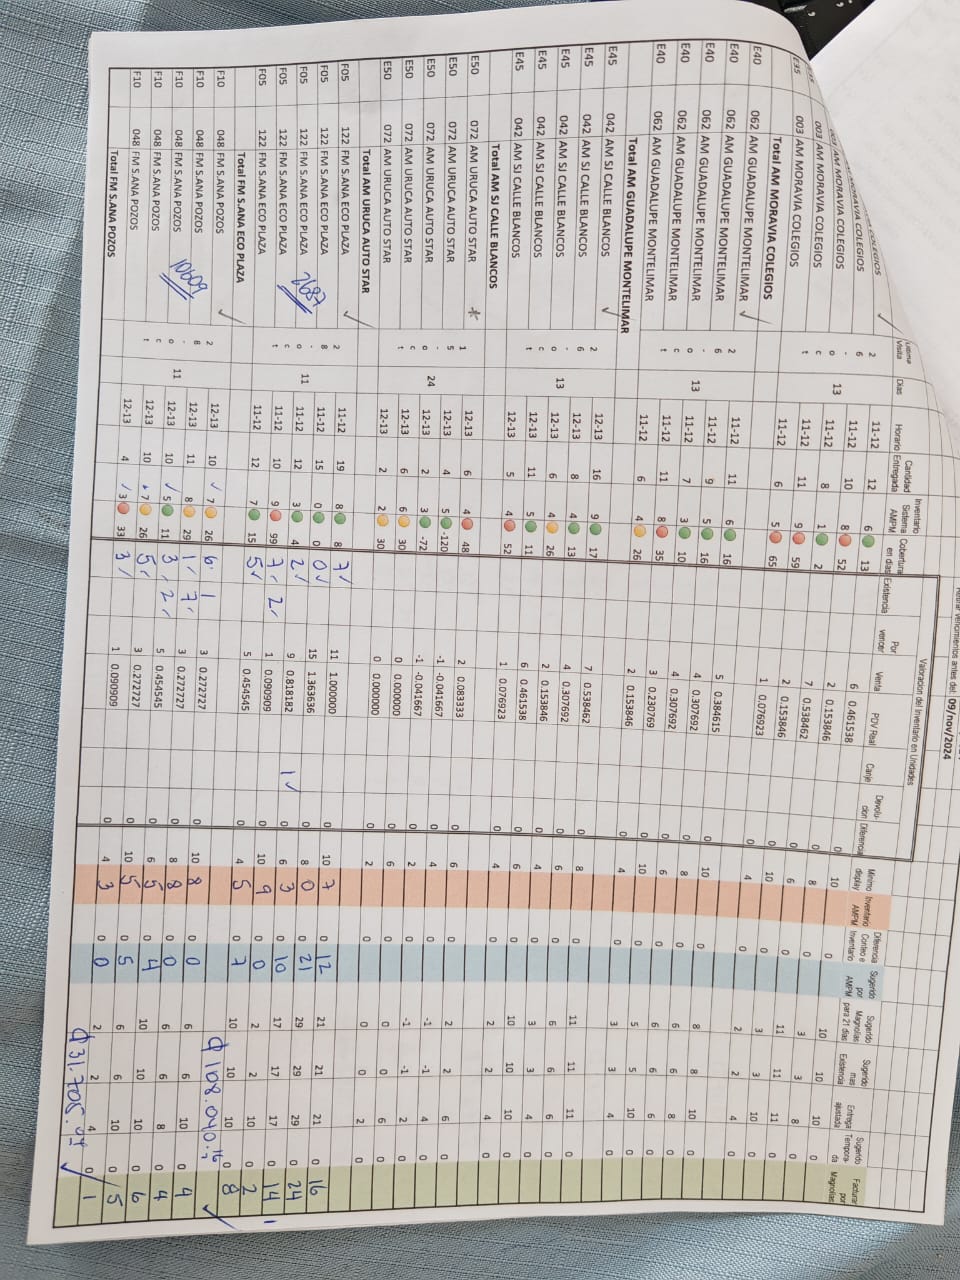 Retirar vencimientos antes del: 09/nov/2024
Valoracion del Inventario en Unidades
Ultima Visita Dias Horario Cantidad Entregada Inventario Sistema AMPM Cobertura en dias Existencia Por vencer Venta PDV Real Canje Devolu-cion Diferencia Minimo display Inventario AMPM Diferencia Conteo e Inventario Sugerido por AMPM Sugerido Magnolias para 21 dias Sugerido mas Existencia Entrega ajustada Sugerido Tempora-da Facturar por Magnolias
COLEGIOS 26-oct 13 11-12 12 6 13 6 0.461538 0 10 0 10 10 10 0
MORAVIA COLEGIOS 11-12 10 8 52 2 0.153846 0 8 0 3 3 8 0
003 AM MORAVIA COLEGIOS 11-12 8 1 2 7 0.538462 0 6 0 11 11 11 0
E35 003 AM MORAVIA COLEGIOS 11-12 11 9 59 2 0.153846 0 10 0 3 3 10 0
11-12 6 5 65 1 0.076923 0 4 0 2 2 4 0
Total AM MORAVIA COLEGIOS
E40 062 AM GUADALUPE MONTELIMAR 26-oct 13 11-12 11 6 16 5 0.384615 0 10 0 8 8 10 0
E40 062 AM GUADALUPE MONTELIMAR 11-12 9 5 16 4 0.307692 0 8 0 6 6 8 0
E40 062 AM GUADALUPE MONTELIMAR 11-12 7 3 10 4 0.307692 0 6 0 6 6 6 0
E40 062 AM GUADALUPE MONTELIMAR 11-12 11 8 35 3 0.230769 0 10 0 5 5 10 0
E40 062 AM GUADALUPE MONTELIMAR 11-12 6 4 26 2 0.153846 0 4 0 3 3 4 0
Total AM GUADALUPE MONTELIMAR
E45 042 AM SJ CALLE BLANCOS 26-oct 13 12-13 16 9 17 7 0.538462 0 8 0 11 11 11 0
E45 042 AM SJ CALLE BLANCOS 12-13 8 4 13 4 0.307692 0 6 0 6 6 6 0
E45 042 AM SJ CALLE BLANCOS 12-13 6 4 26 2 0.153846 0 4 0 3 3 4 0
E45 042 AM SJ CALLE BLANCOS 12-13 11 5 11 6 0.461538 0 6 0 10 10 10 0
E45 042 AM SJ CALLE BLANCOS 12-13 5 4 52 1 0.076923 0 4 0 2 2 4 0
Total AM SJ CALLE BLANCOS
E50 072 AM URUCA AUTO STAR 15-oct 24 12-13 6 4 48 2 0.083333 0 6 0 2 2 6 0
E50 072 AM URUCA AUTO STAR 12-13 4 5 -120 -1 -0.041667 0 4 0 -1 -1 4 0
E50 072 AM URUCA AUTO STAR 12-13 2 3 -72 -1 -0.041667 0 2 0 -1 -1 2 0
E50 072 AM URUCA AUTO STAR 12-13 6 6 30 0 0.000000 0 6 0 0 0 6 0
E50 072 AM URUCA AUTO STAR 12-13 2 2 30 0 0.000000 0 2 0 0 0 2 0
Total AM URUCA AUTO STAR
F05 122 FM S.ANA ECO PLAZA 28-oct 11 11-12 19 8 8 7 11 1.000000 0 10 7 0 12 21 21 21 0 16
F05 122 FM S.ANA ECO PLAZA 11-12 15 0 0 0 15 1.363636 0 8 0 0 21 29 29 29 0 24
F05 122 FM S.ANA ECO PLAZA 2687 11-12 12 3 4 2 9 0.818182 1 0 6 3 0 10 17 17 17 0 14 1
F05 122 FM S.ANA ECO PLAZA 11-12 10 9 99 7 2 1 0.090909 0 10 9 0 0 2 2 10 0 2
F05 122 FM S.ANA ECO PLAZA 11-12 12 7 15 5 5 0.454545 0 4 5 0 7 10 10 10 0 8
Total FM S.ANA ECO PLAZA ₡108.040.16
F10 048 FM S.ANA POZOS 28-oct 11 12-13 10 7 26 6 1 3 0.272727 0 10 8 0 0 6 6 10 0 4
F10 048 FM S.ANA POZOS 12-13 11 8 29 1 7 3 0.272727 0 8 8 0 0 6 6 8 0 4
F10 048 FM S.ANA POZOS 10609 12-13 10 5 11 3 2 5 0.454545 0 6 5 0 4 10 10 10 0 6
F10 048 FM S.ANA POZOS 12-13 10 7 26 5 3 0.272727 0 10 5 0 5 6 6 10 0 5
F10 048 FM S.ANA POZOS 12-13 4 3 33 3 1 0.090909 0 4 3 0 0 2 2 4 0 1
Total FM S.ANA POZOS ₡31.705.